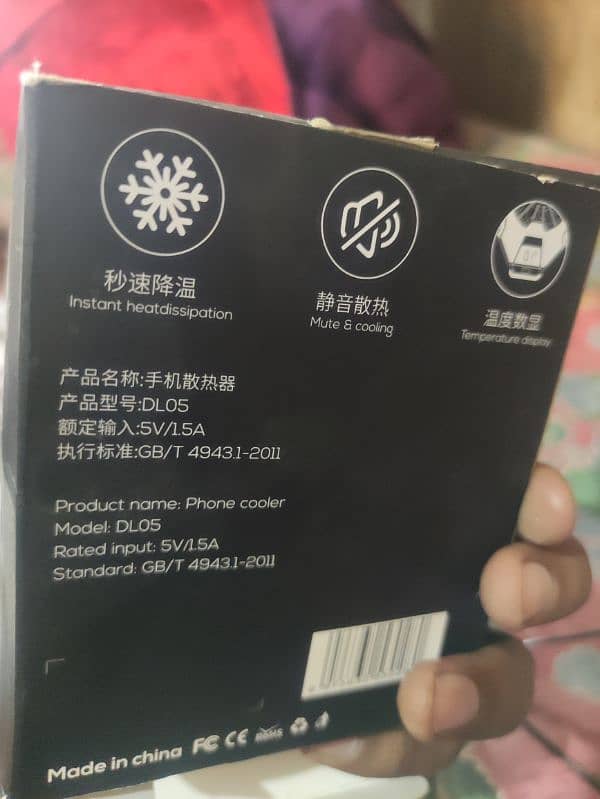 秒速降温
Instant heatdissipation
静音散热
Mute & cooling
温度数显
Temperature display
产品名称:手机散热器
产品型号:DL05
额定输入:5V/1.5A
执行标准:GB/T 4943.1-2011
Product name: Phone cooler
Model: DL05
Rated input: 5V/1.5A
Standard: GB/T 4943.1-2011
Made in china FC CE RoHS